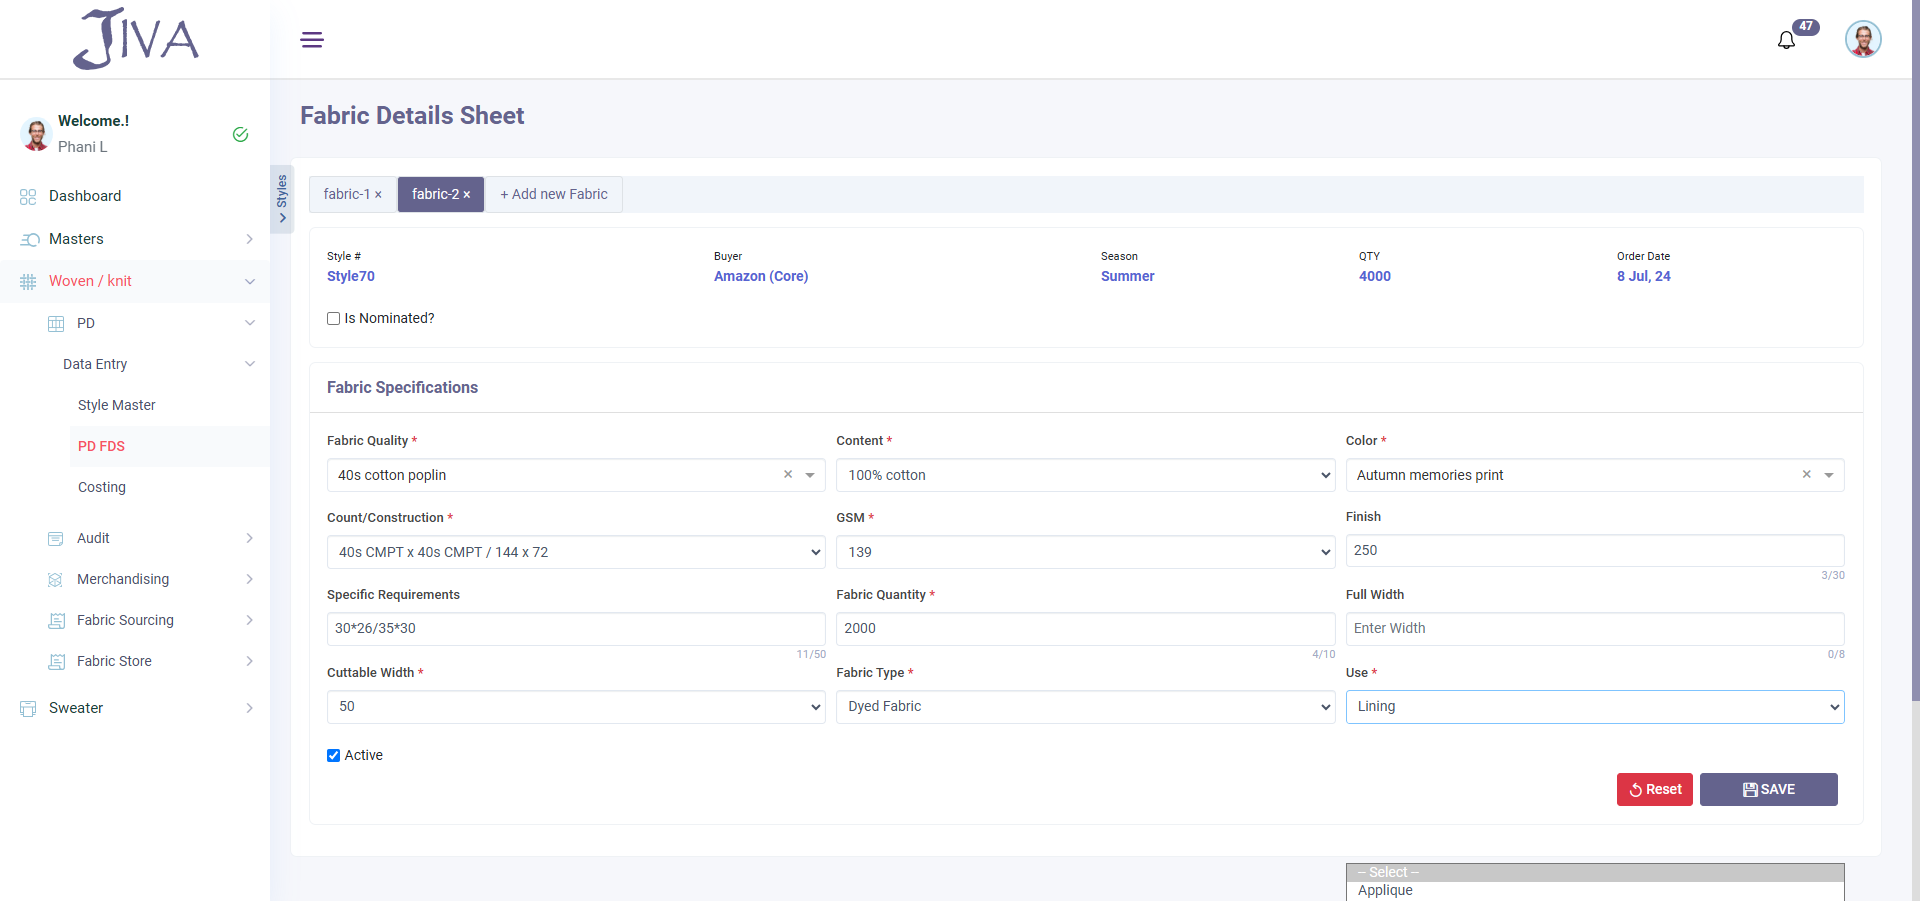 JIVA
47
Welcome.!
Phani L
Dashboard
Masters
Woven / knit
PD
Data Entry
Style Master
PD FDS
Costing
Audit
Merchandising
Fabric Sourcing
Fabric Store
Sweater
Styles
Fabric Details Sheet
fabric-1 × fabric-2 × + Add new Fabric
Style # Buyer Season QTY Order Date
Style70 Amazon (Core) Summer 4000 8 Jul, 24
Is Nominated?
Fabric Specifications
Fabric Quality * Content * Color *
40s cotton poplin × 100% cotton Autumn memories print ×
Count/Construction * GSM * Finish
40s CMPT x 40s CMPT / 144 x 72 139 250
3/30
Specific Requirements Fabric Quantity * Full Width
30*26/35*30 2000 Enter Width
11/50 4/10 0/8
Cuttable Width * Fabric Type * Use *
50 Dyed Fabric Lining
Active
Reset SAVE
-- Select --
Applique